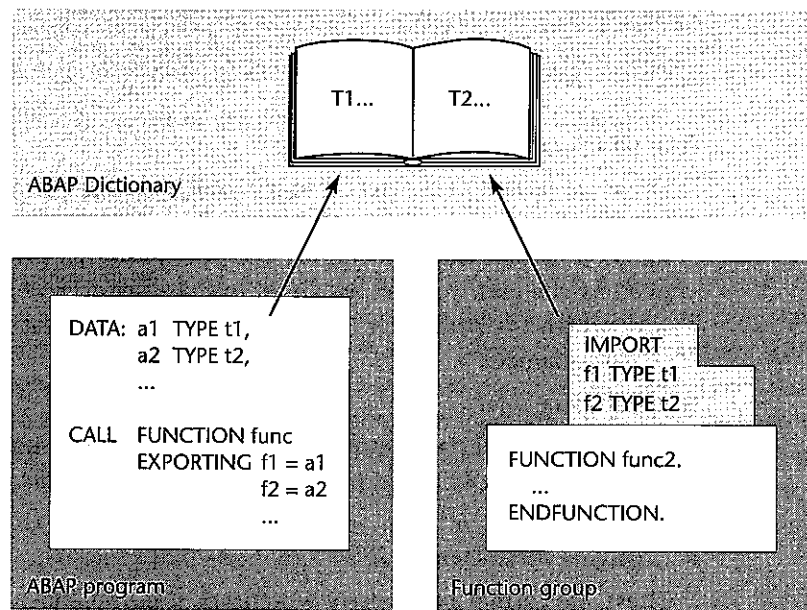 T1... T2...
ABAP Dictionary
DATA: a1 TYPE t1,
a2 TYPE t2,
...
CALL FUNCTION func
EXPORTING f1 = a1
f2 = a2
...
ABAP program
IMPORT
f1 TYPE t1
f2 TYPE t2
FUNCTION func2.
...
ENDFUNCTION.
Function group